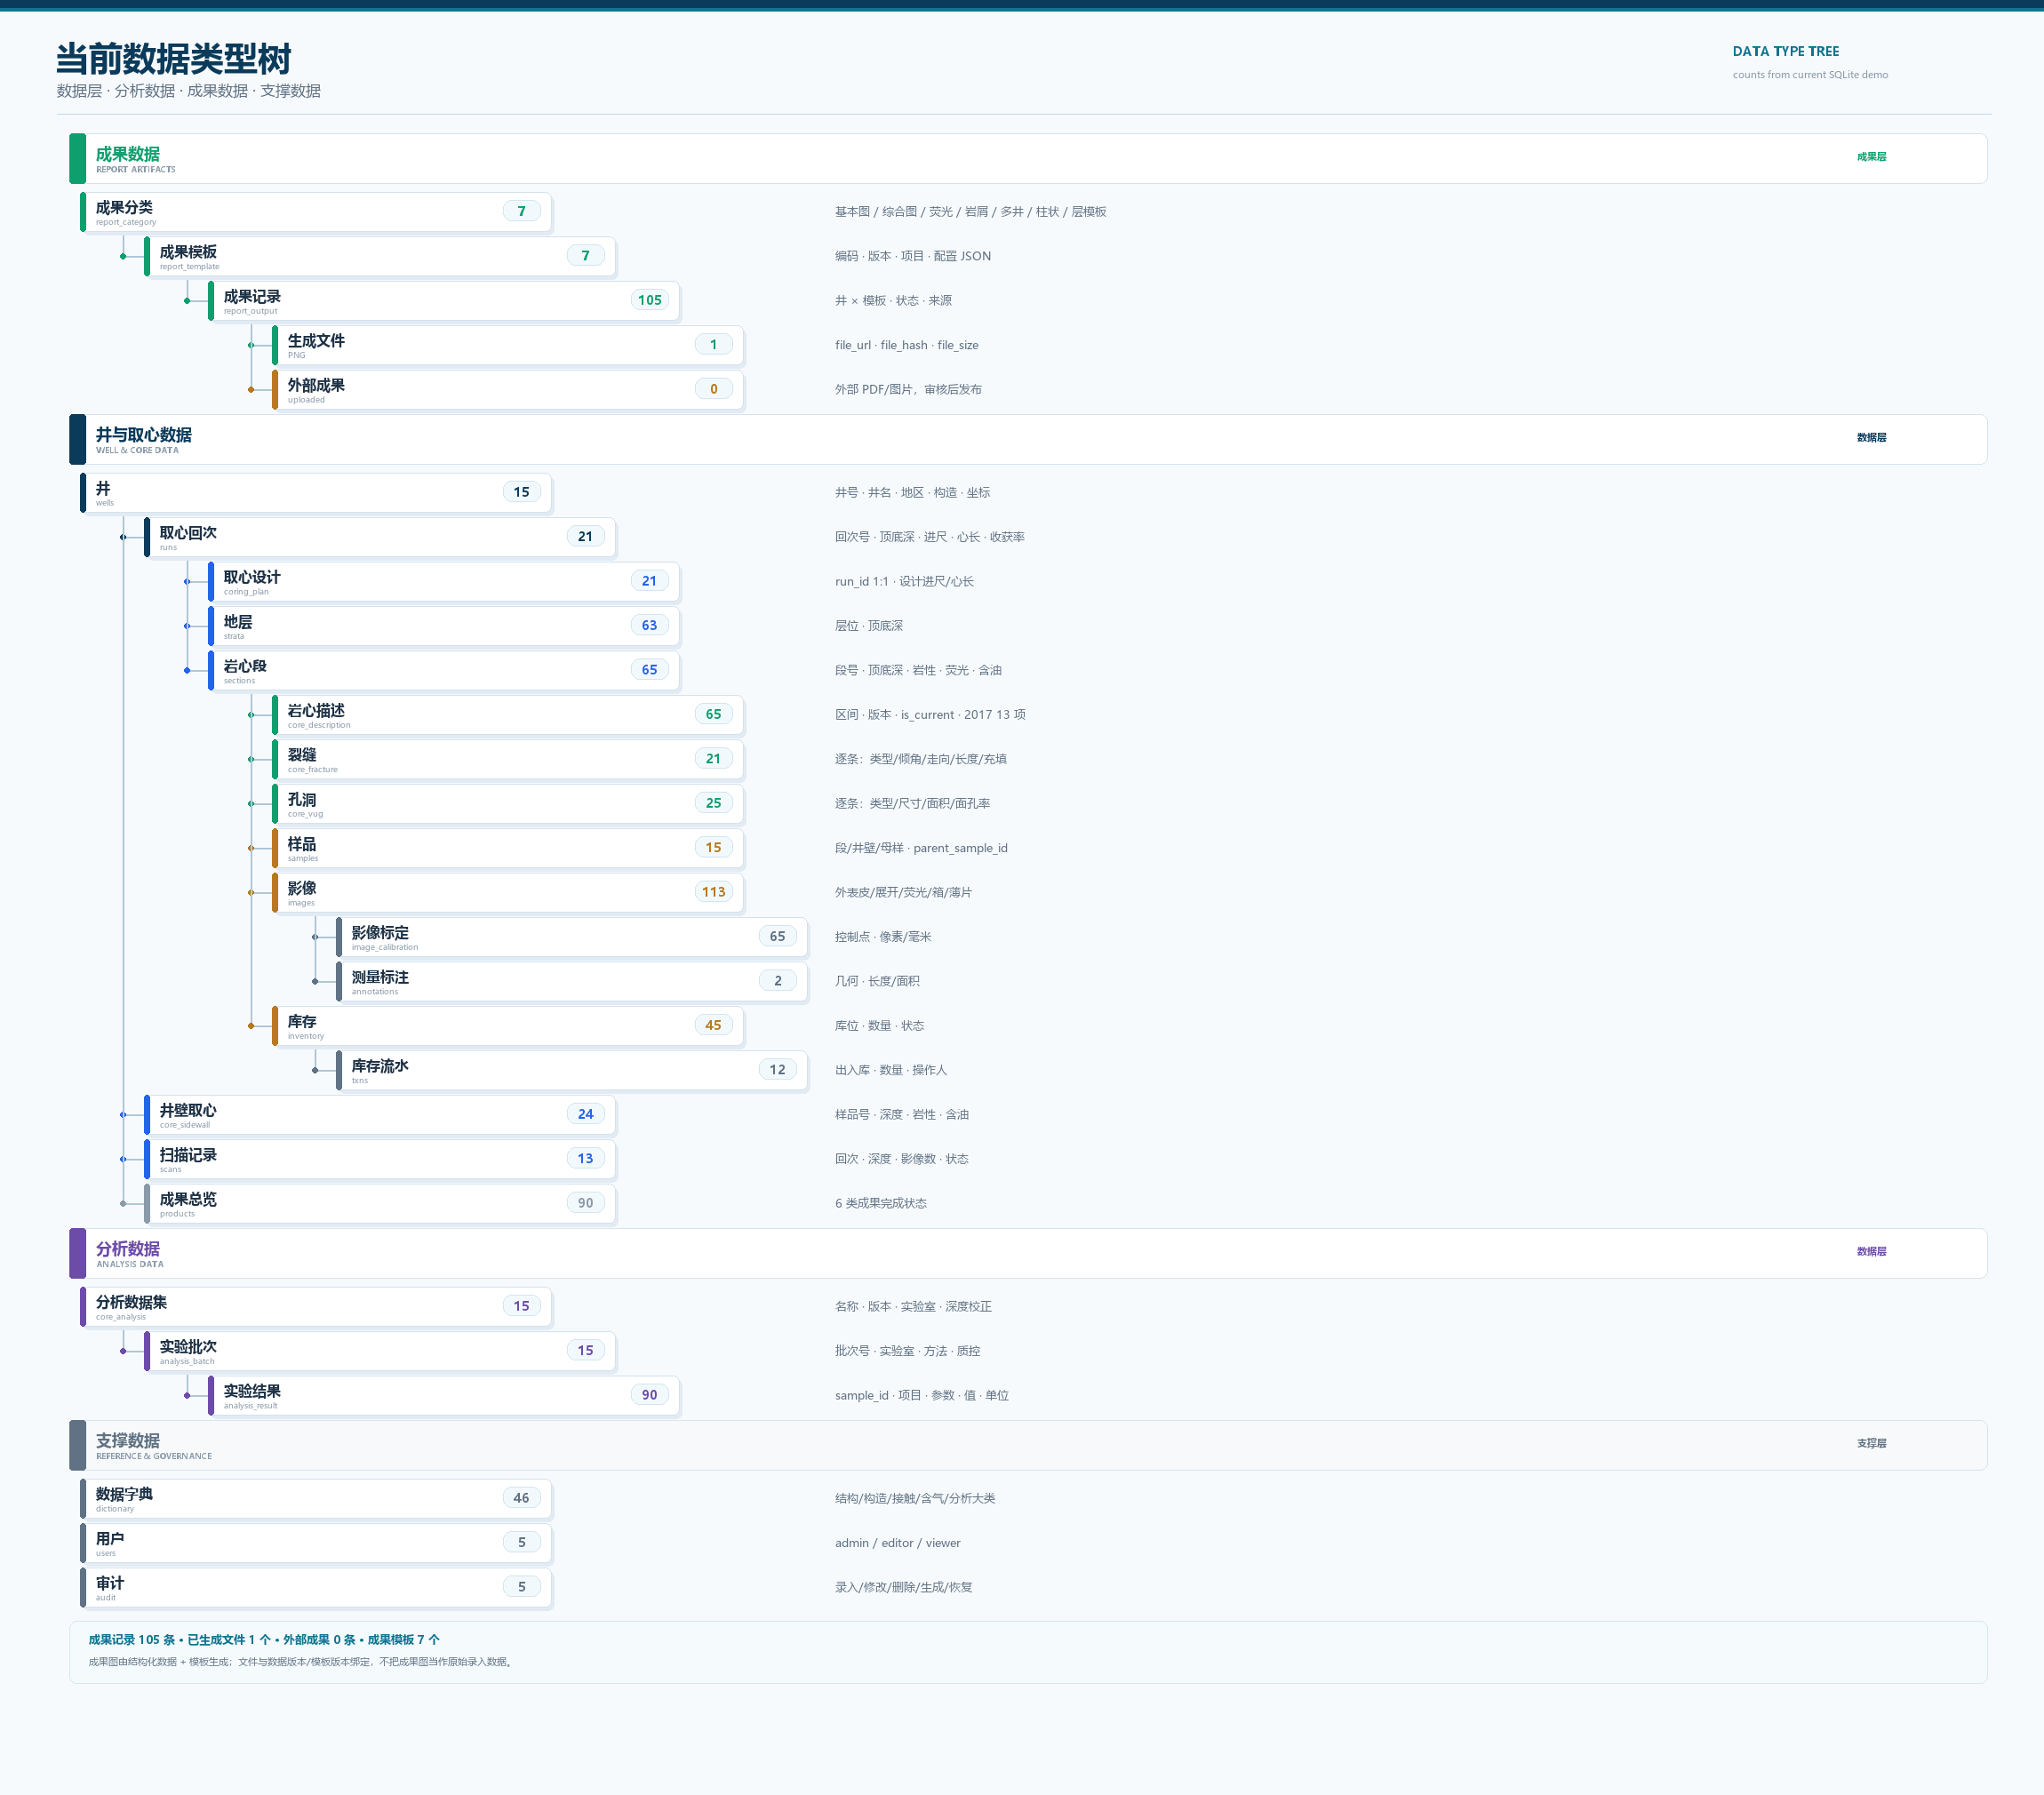 当前数据类型树
数据层 · 分析数据 · 成果数据 · 支撑数据
DATA TYPE TREE
counts from current SQLite demo
成果数据
REPORT ARTIFACTS
成果层
成果分类
report_category
7
基本图 / 综合图 / 荧光 / 岩屑 / 多井 / 柱状 / 层模板
成果模板
report_template
7
编码 · 版本 · 项目 · 配置 JSON
成果记录
report_output
105
井 × 模板 · 状态 · 来源
生成文件
PNG
1
file_url · file_hash · file_size
外部成果
uploaded
0
外部 PDF/图片，审核后发布
井与取心数据
WELL & CORE DATA
数据层
井
wells
15
井号 · 井名 · 地区 · 构造 · 坐标
取心回次
runs
21
回次号 · 顶底深 · 进尺 · 心长 · 收获率
取心设计
coring_plan
21
run_id 1:1 · 设计进尺/心长
地层
strata
63
层位 · 顶底深
岩心段
sections
65
段号 · 顶底深 · 岩性 · 荧光 · 含油
岩心描述
core_description
65
区间 · 版本 · is_current · 2017 13 项
裂缝
core_fracture
21
逐条：类型/倾角/走向/长度/充填
孔洞
core_vug
25
逐条：类型/尺寸/面积/面孔率
样品
samples
15
段/井壁/母样 · parent_sample_id
影像
images
113
外表皮/展开/荧光/箱/薄片
影像标定
image_calibration
65
控制点 · 像素/毫米
测量标注
annotations
2
几何 · 长度/面积
库存
inventory
45
库位 · 数量 · 状态
库存流水
txns
12
出入库 · 数量 · 操作人
井壁取心
core_sidewall
24
样品号 · 深度 · 岩性 · 含油
扫描记录
scans
13
回次 · 深度 · 影像数 · 状态
成果总览
products
90
6 类成果完成状态
分析数据
ANALYSIS DATA
数据层
分析数据集
core_analysis
15
名称 · 版本 · 实验室 · 深度校正
实验批次
analysis_batch
15
批次号 · 实验室 · 方法 · 质控
实验结果
analysis_result
90
sample_id · 项目 · 参数 · 值 · 单位
支撑数据
REFERENCE & GOVERNANCE
支撑层
数据字典
dictionary
46
结构/构造/接触/含气/分析大类
用户
users
5
admin / editor / viewer
审计
audit
5
录入/修改/删除/生成/恢复
成果记录 105 条 • 已生成文件 1 个 • 外部成果 0 条 • 成果模板 7 个
成果图由结构化数据 + 模板生成；文件与数据版本/模板版本绑定，不把成果图当作原始录入数据。